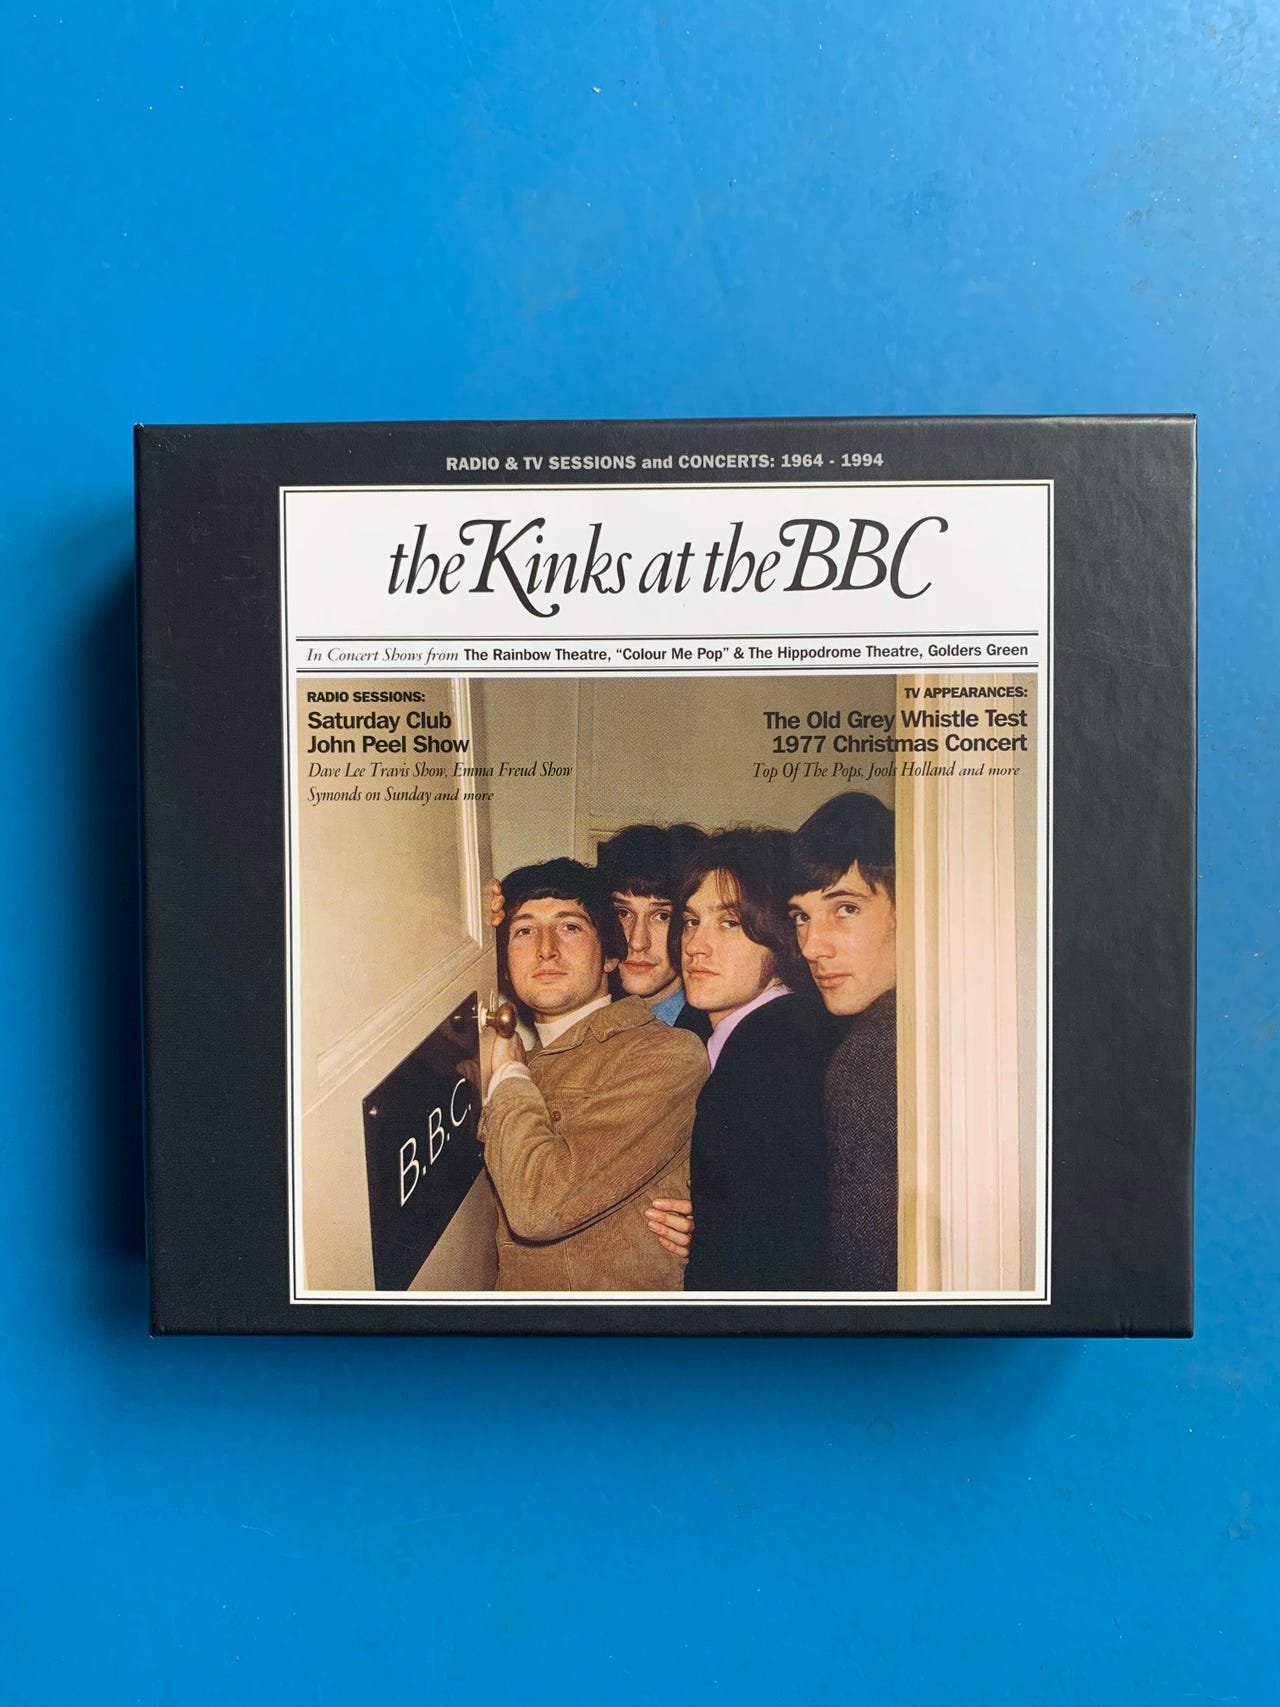 RADIO & TV SESSIONS and CONCERTS: 1964 - 1994
the Kinks at the BBC
In Concert Shows from The Rainbow Theatre, “Colour Me Pop” & The Hippodrome Theatre, Golders Green
RADIO SESSIONS:
Saturday Club
John Peel Show
Dave Lee Travis Show, Emma Freud Show
Symonds on Sunday and more
TV APPEARANCES:
The Old Grey Whistle Test
1977 Christmas Concert
Top Of The Pops, Jools Holland and more
B.B.C.